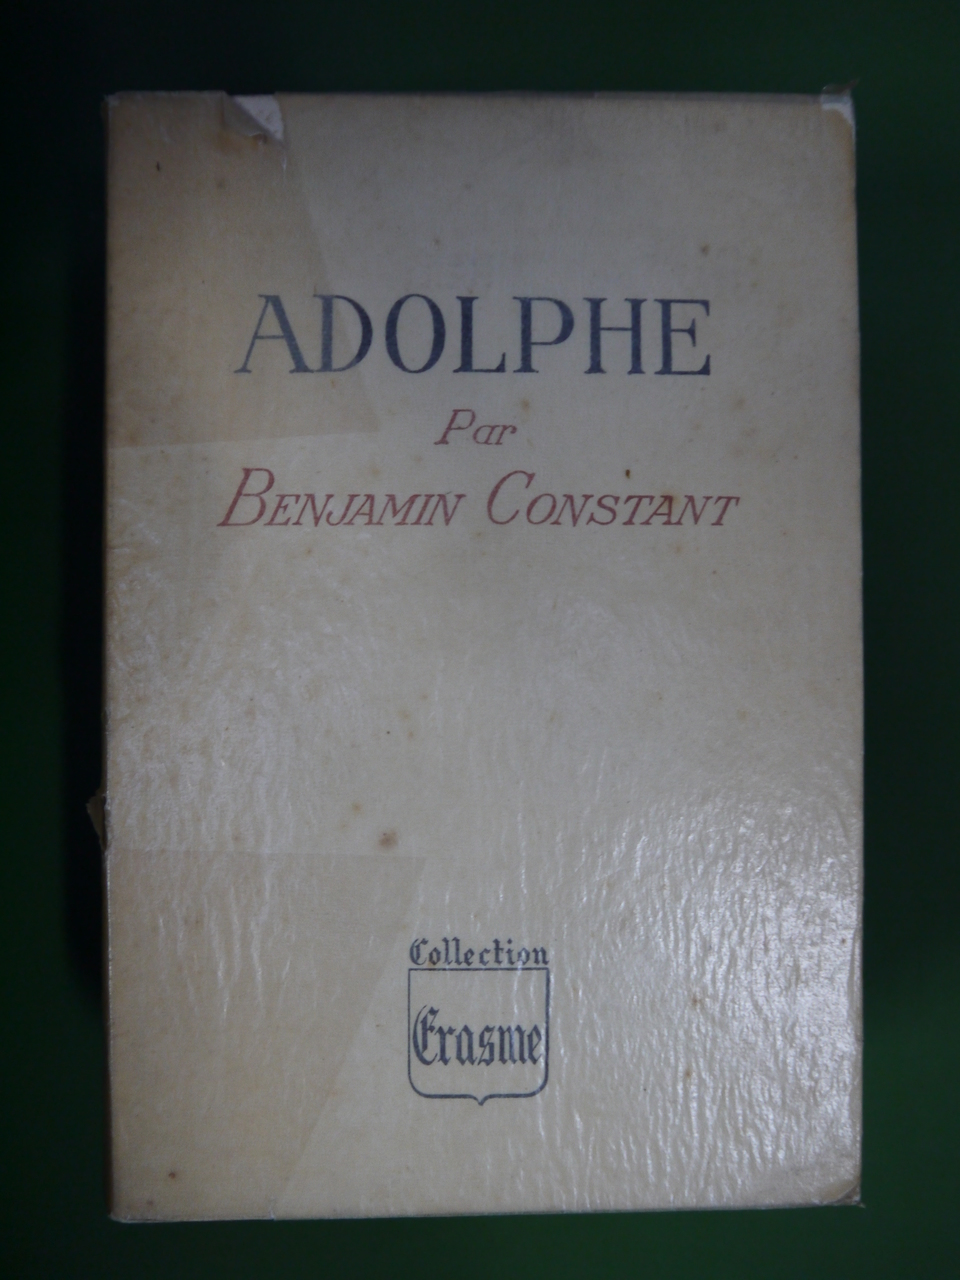 ADOLPHE
Par
BENJAMIN CONSTANT
Collection
Erasme